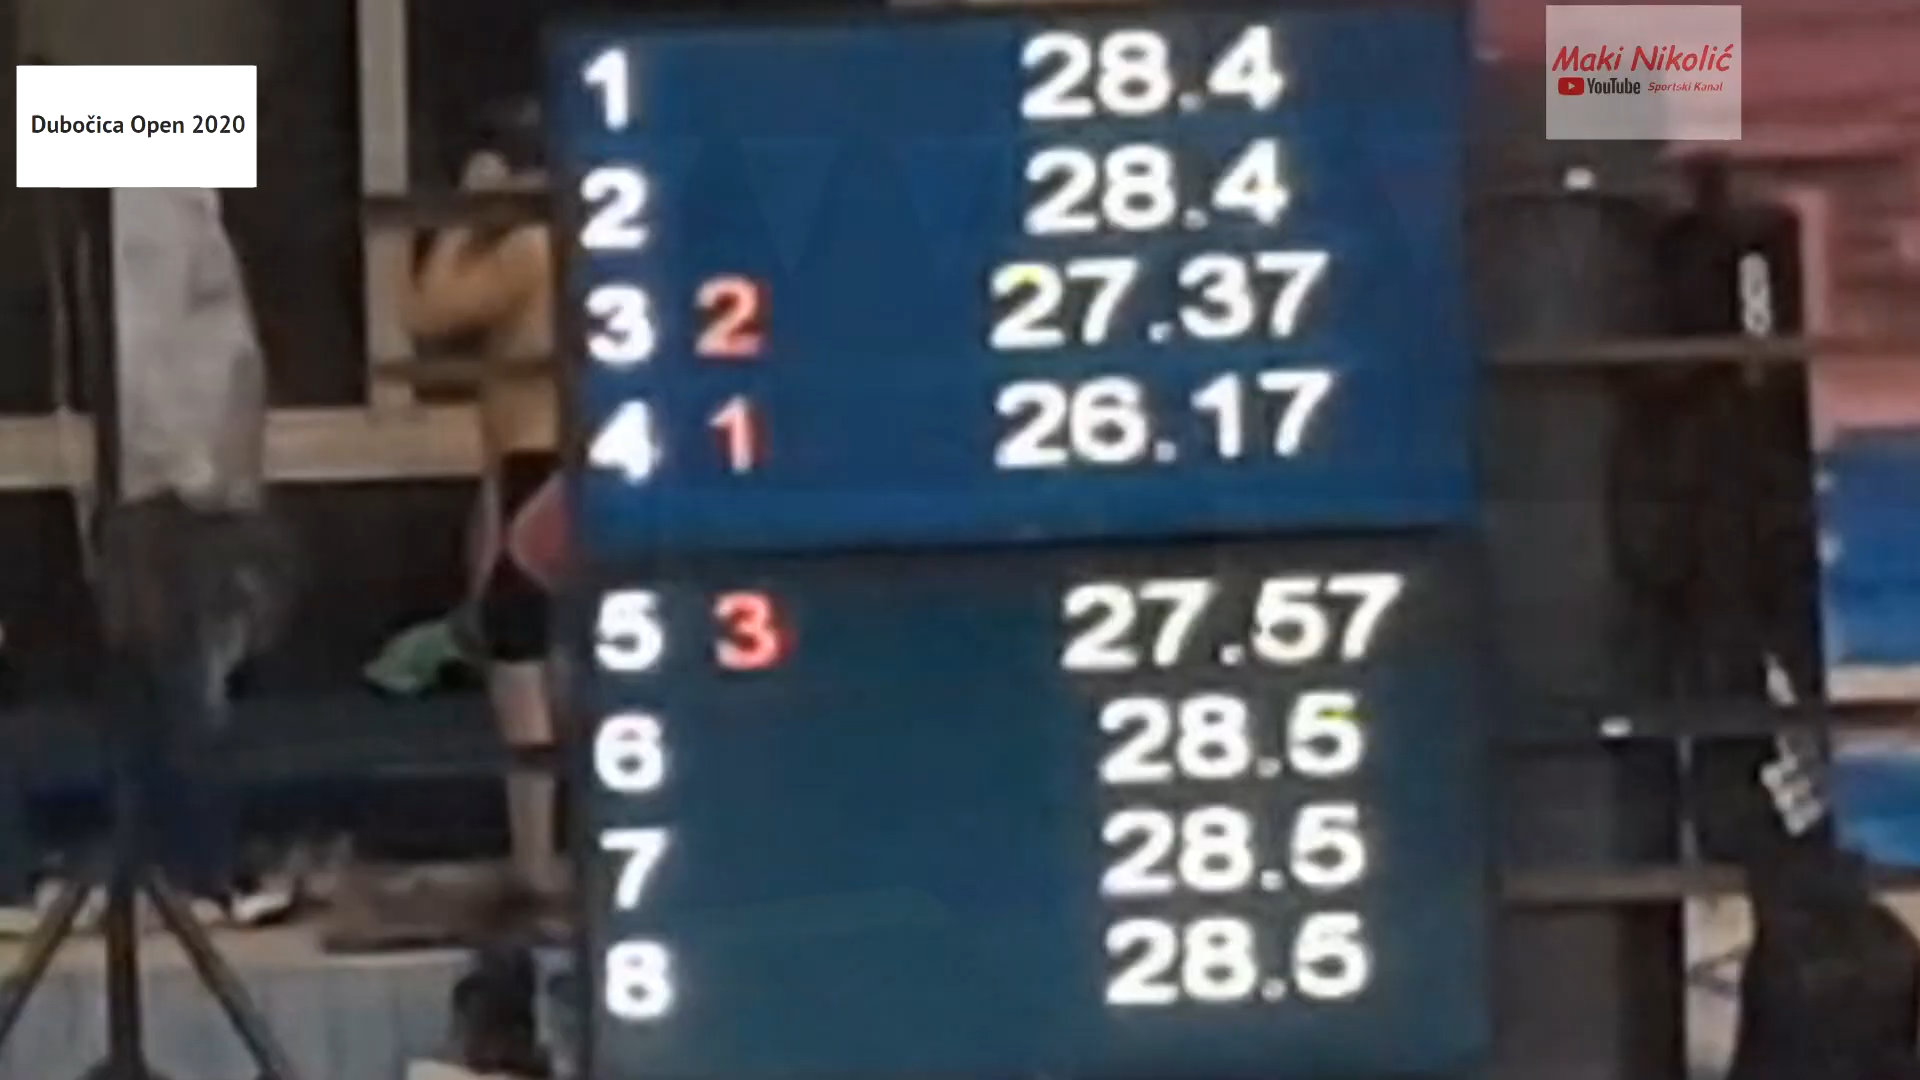 Dubočica Open 2020
Maki Nikolić
YouTube Sportski Kanal
1 28.4
2 28.4
3 2 27.37
4 1 26.17
5 3 27.57
6 28.5
7 28.5
8 28.5